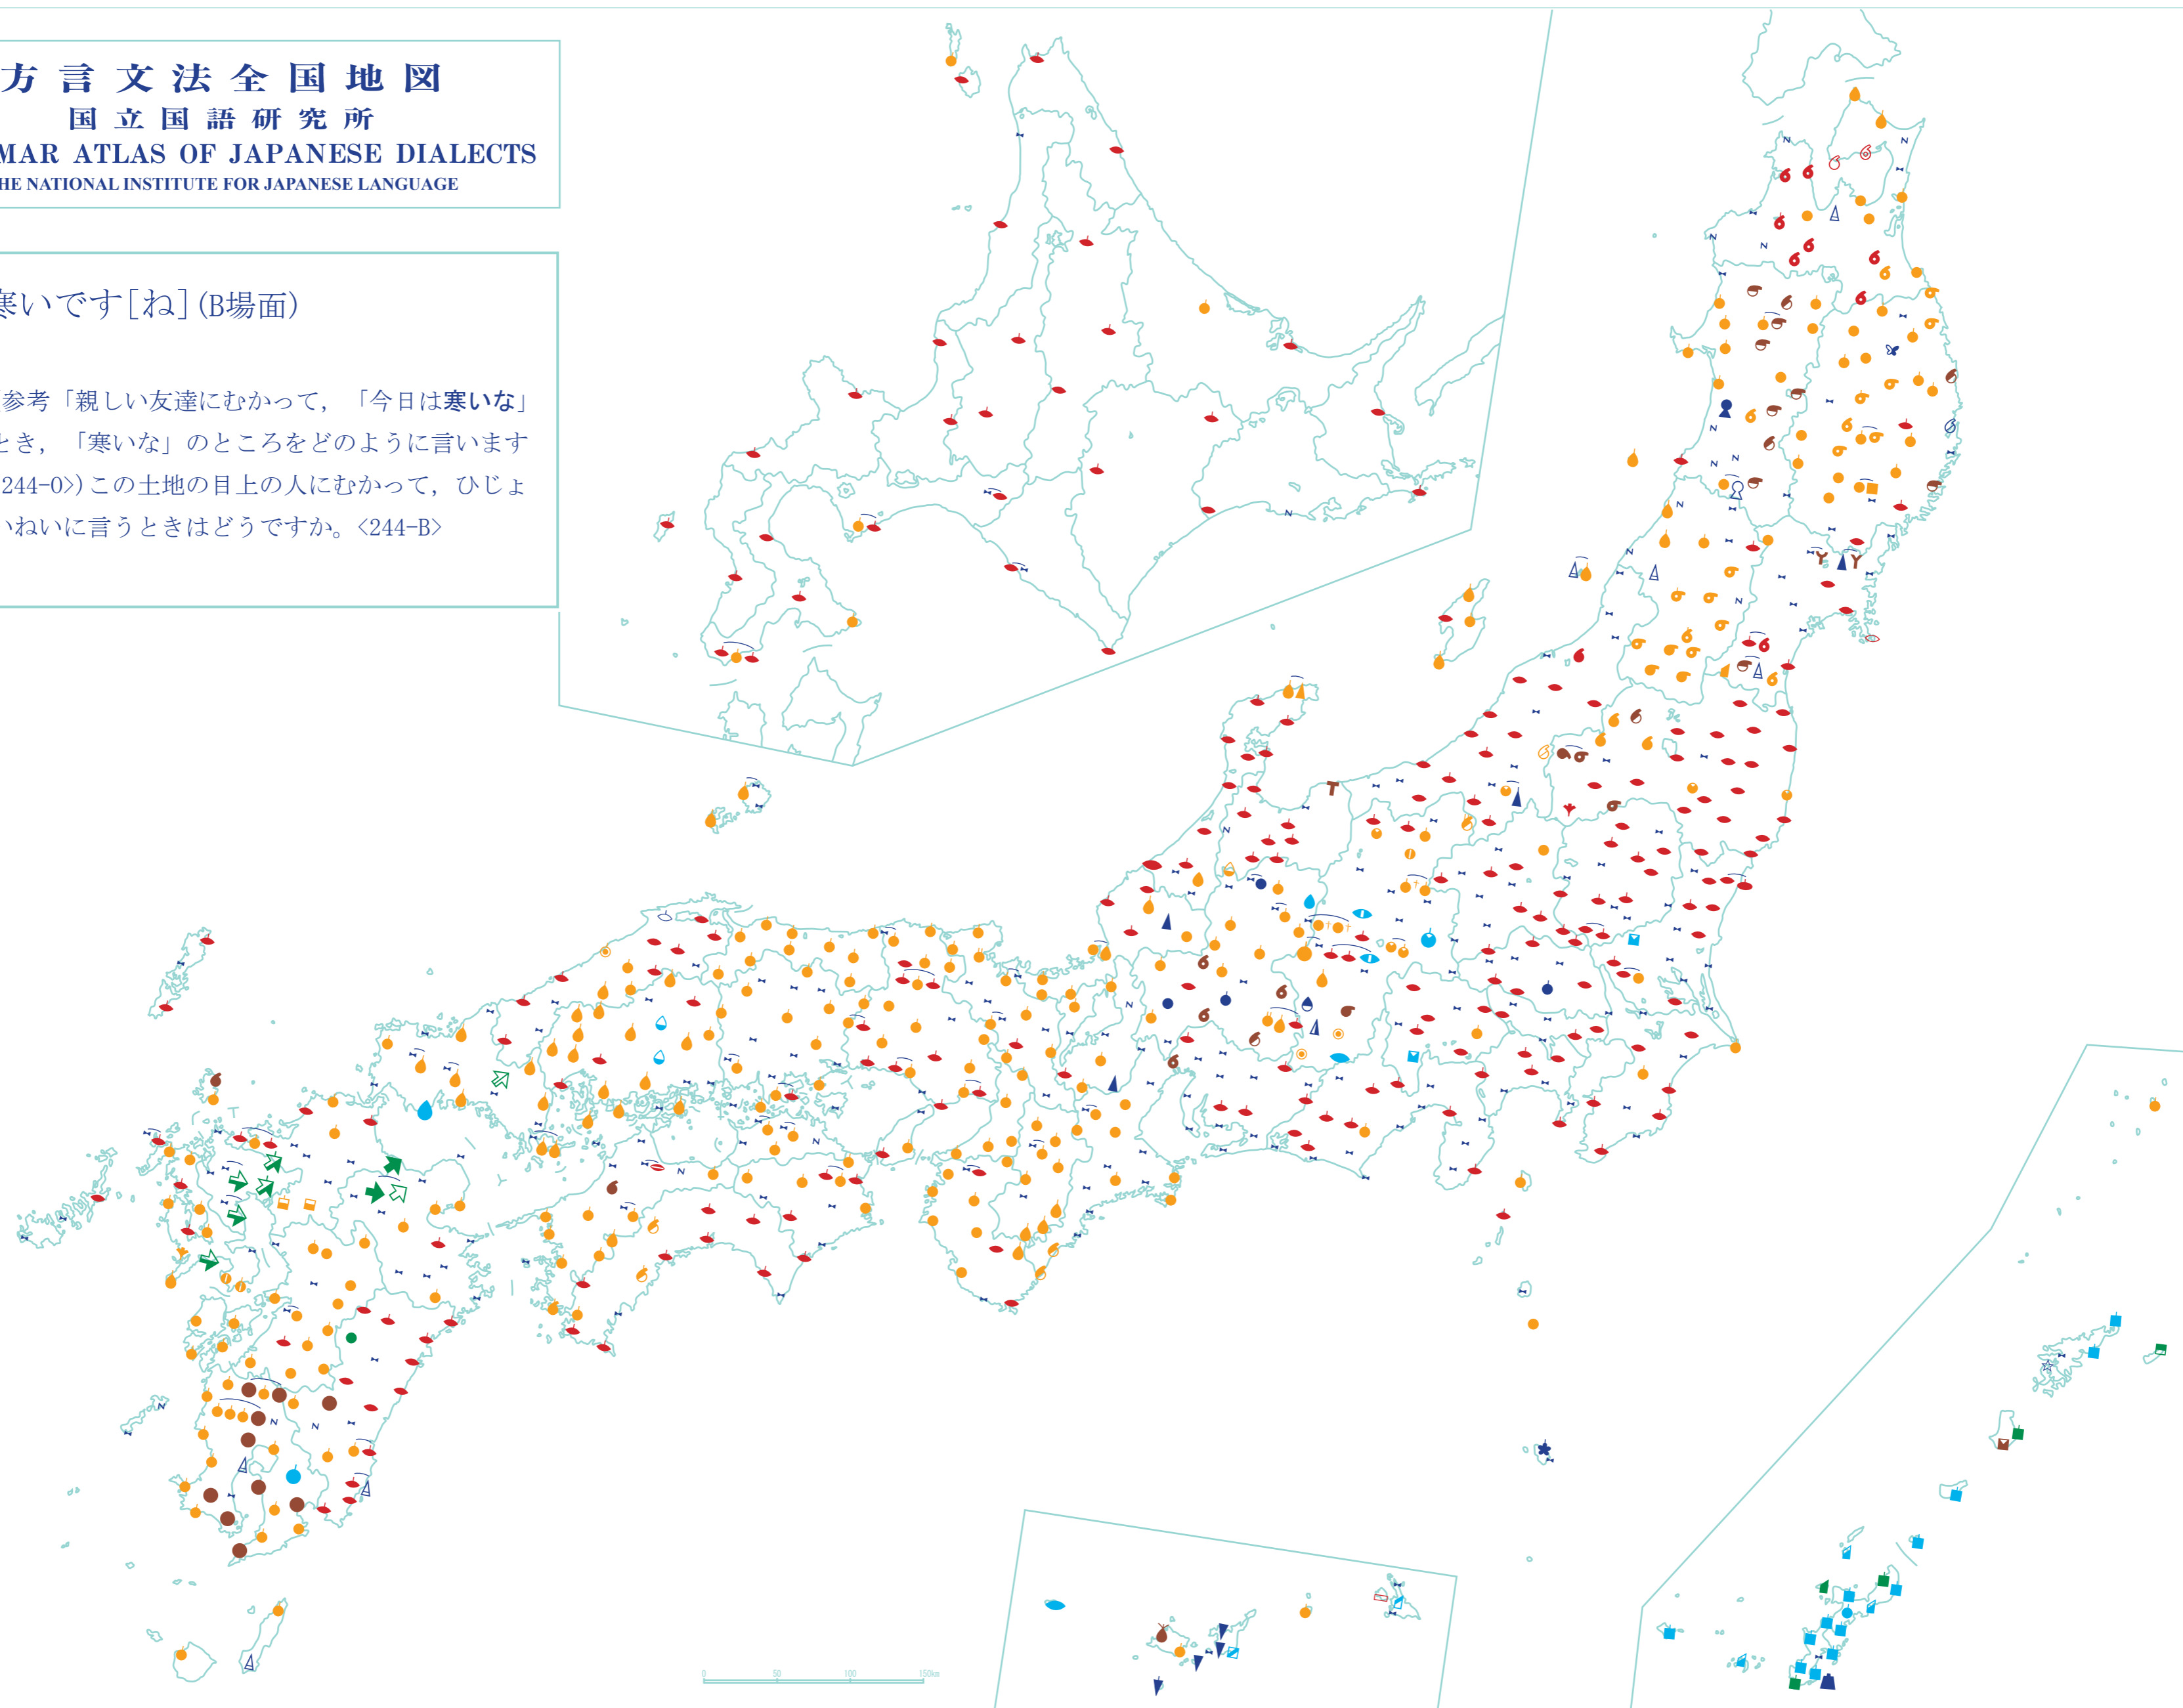 方言文法全国地図
国立国語研究所
MAR ATLAS OF JAPANESE DIALECTS
HE NATIONAL INSTITUTE FOR JAPANESE LANGUAGE
寒いです[ね](B場面)
参考「親しい友達にむかって，「今日は寒いな」
とき，「寒いな」のところをどのように言います
244-0>)この土地の目上の人にむかって，ひじょ
いねいに言うときはどうですか。<244-B>
0 50 100 150km